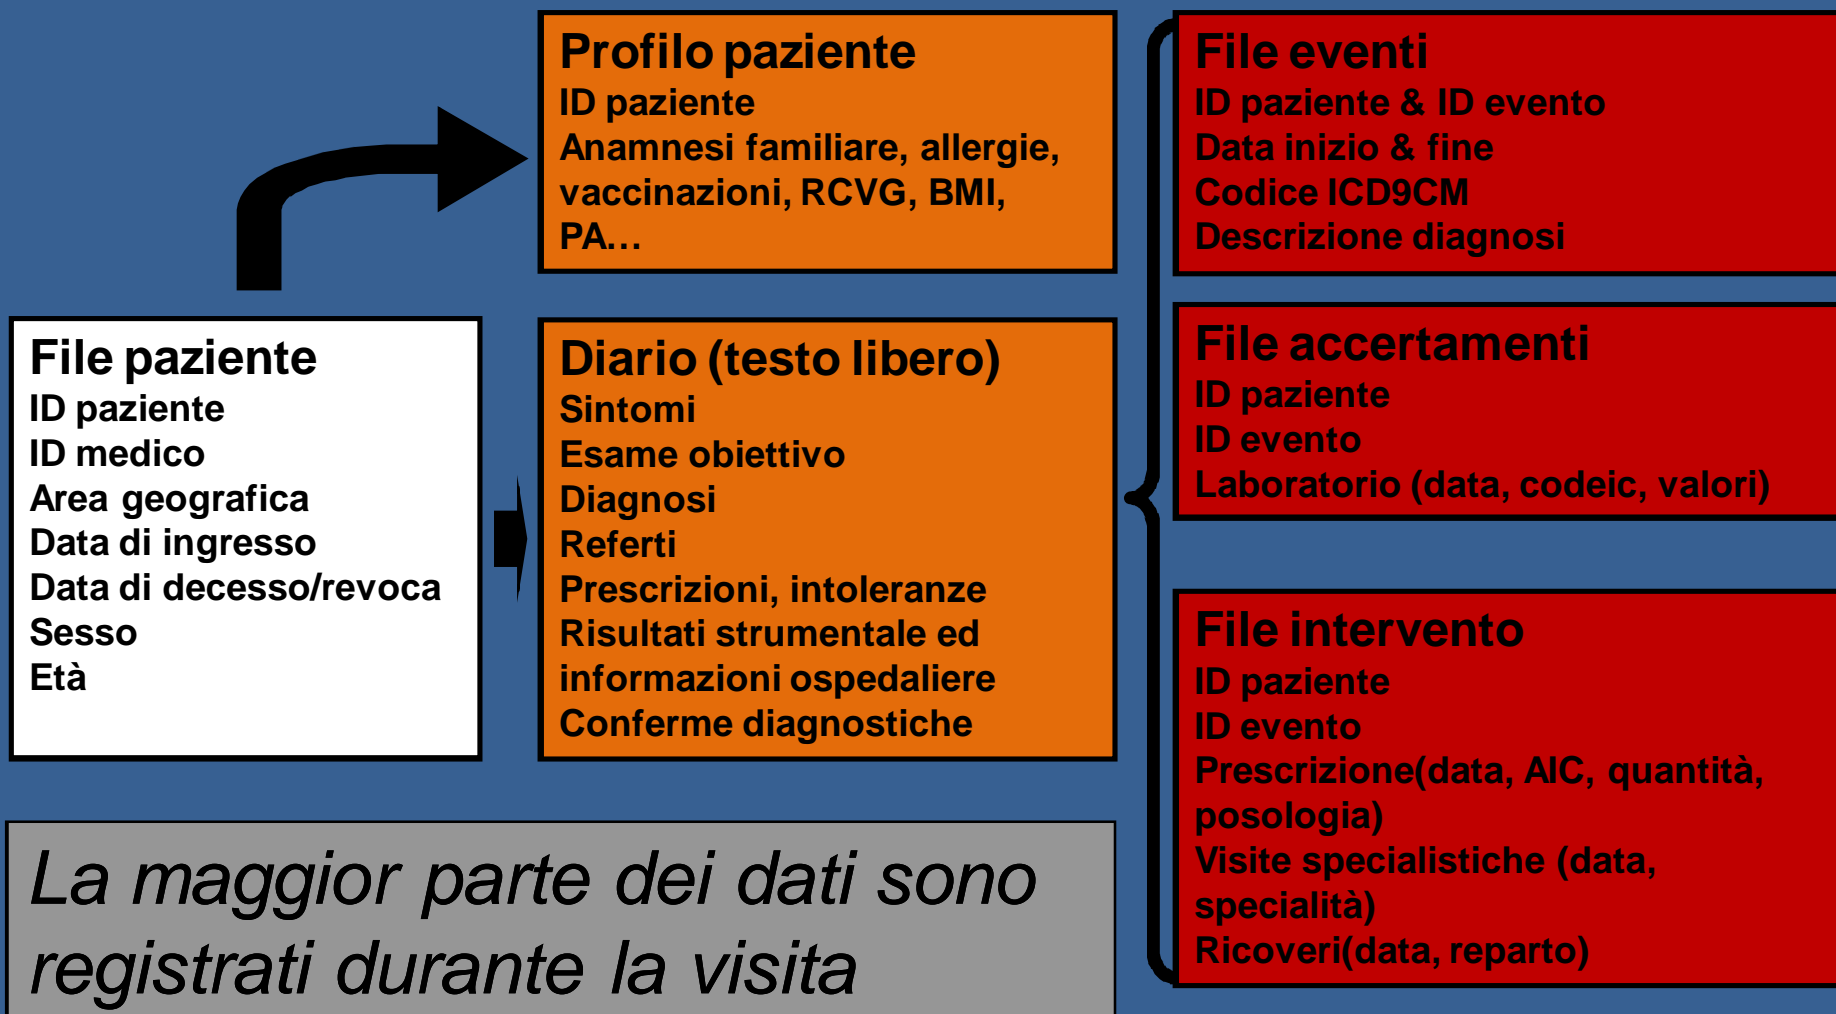 Profilo paziente
ID paziente
Anamnesi familiare, allergie,
vaccinazioni, RCVG, BMI,
PA…
File eventi
ID paziente & ID evento
Data inizio & fine
Codice ICD9CM
Descrizione diagnosi
File paziente
ID paziente
ID medico
Area geografica
Data di ingresso
Data di decesso/revoca
Sesso
Età
Diario (testo libero)
Sintomi
Esame obiettivo
Diagnosi
Referti
Prescrizioni, intoleranze
Risultati strumentale ed
informazioni ospedaliere
Conferme diagnostiche
File accertamenti
ID paziente
ID evento
Laboratorio (data, codeic, valori)
File intervento
ID paziente
ID evento
Prescrizione(data, AIC, quantità,
posologia)
Visite specialistiche (data,
specialità)
Ricoveri(data, reparto)
La maggior parte dei dati sono
registrati durante la visita